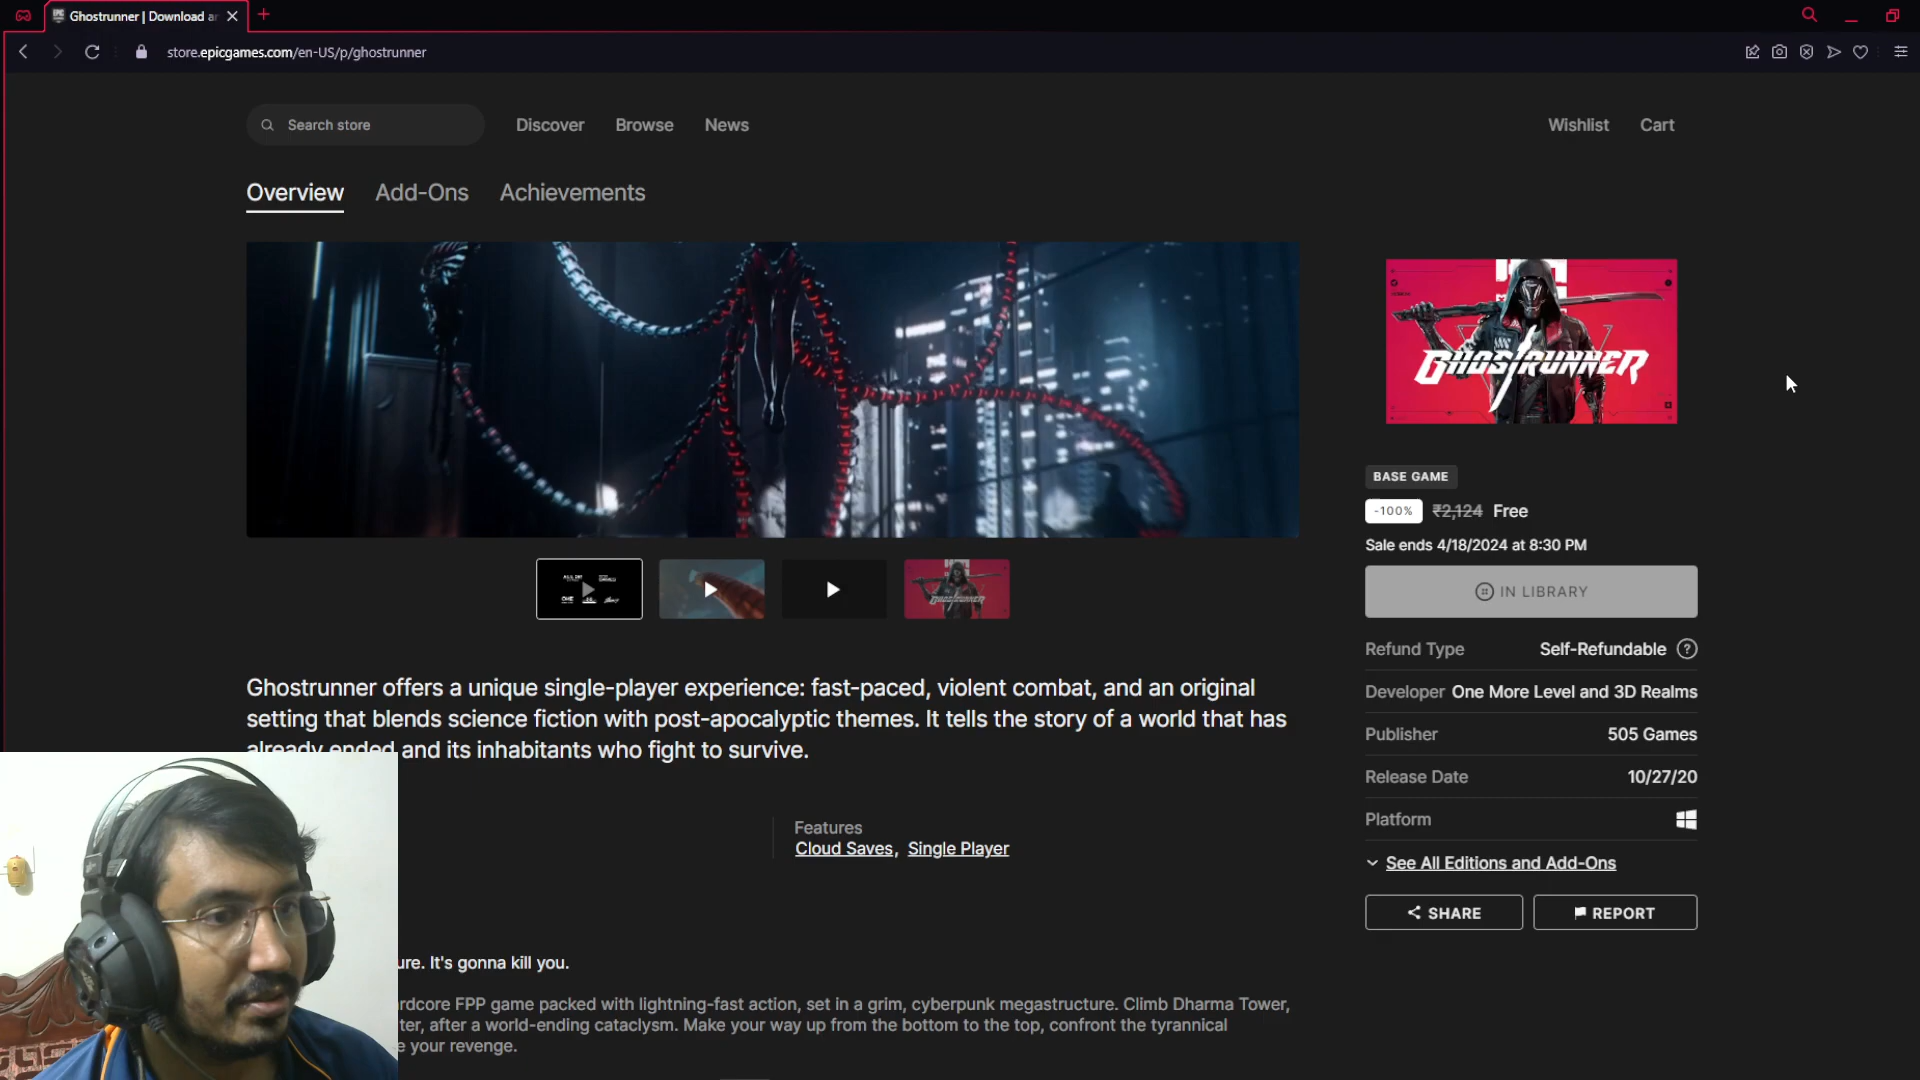 Ghostrunner | Download ar
store.epicgames.com/en-US/p/ghostrunner
Search store
Discover
Browse
News
Wishlist
Cart
Overview
Add-Ons
Achievements
GHOSTRUNNER
BASE GAME
-100% ₹2,124 Free
Sale ends 4/18/2024 at 8:30 PM
IN LIBRARY
Refund Type Self-Refundable
Developer One More Level and 3D Realms
Publisher 505 Games
Release Date 10/27/20
Platform
See All Editions and Add-Ons
SHARE
REPORT
Ghostrunner offers a unique single-player experience: fast-paced, violent combat, and an original
setting that blends science fiction with post-apocalyptic themes. It tells the story of a world that has
already ended and its inhabitants who fight to survive.
Features
Cloud Saves, Single Player
ure. It's gonna kill you.
rdcore FPP game packed with lightning-fast action, set in a grim, cyberpunk megastructure. Climb Dharma Tower,
ter, after a world-ending cataclysm. Make your way up from the bottom to the top, confront the tyrannical
e your revenge.